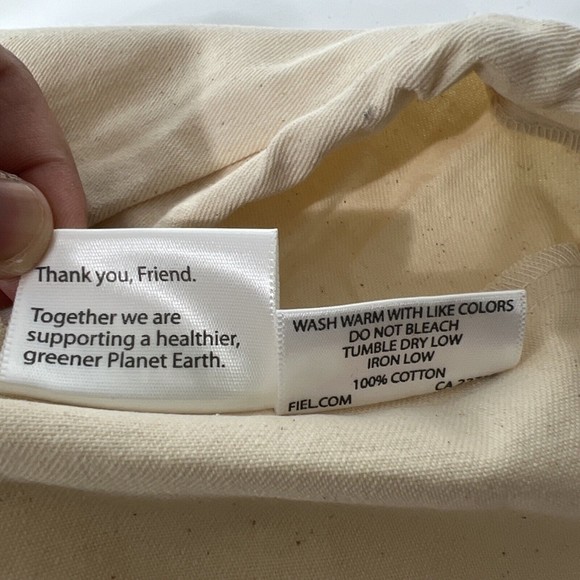 Thank you, Friend.
Together we are
supporting a healthier,
greener Planet Earth.
WASH WARM WITH LIKE COLORS
DO NOT BLEACH
TUMBLE DRY LOW
IRON LOW
100% COTTON
FIEL.COM CA